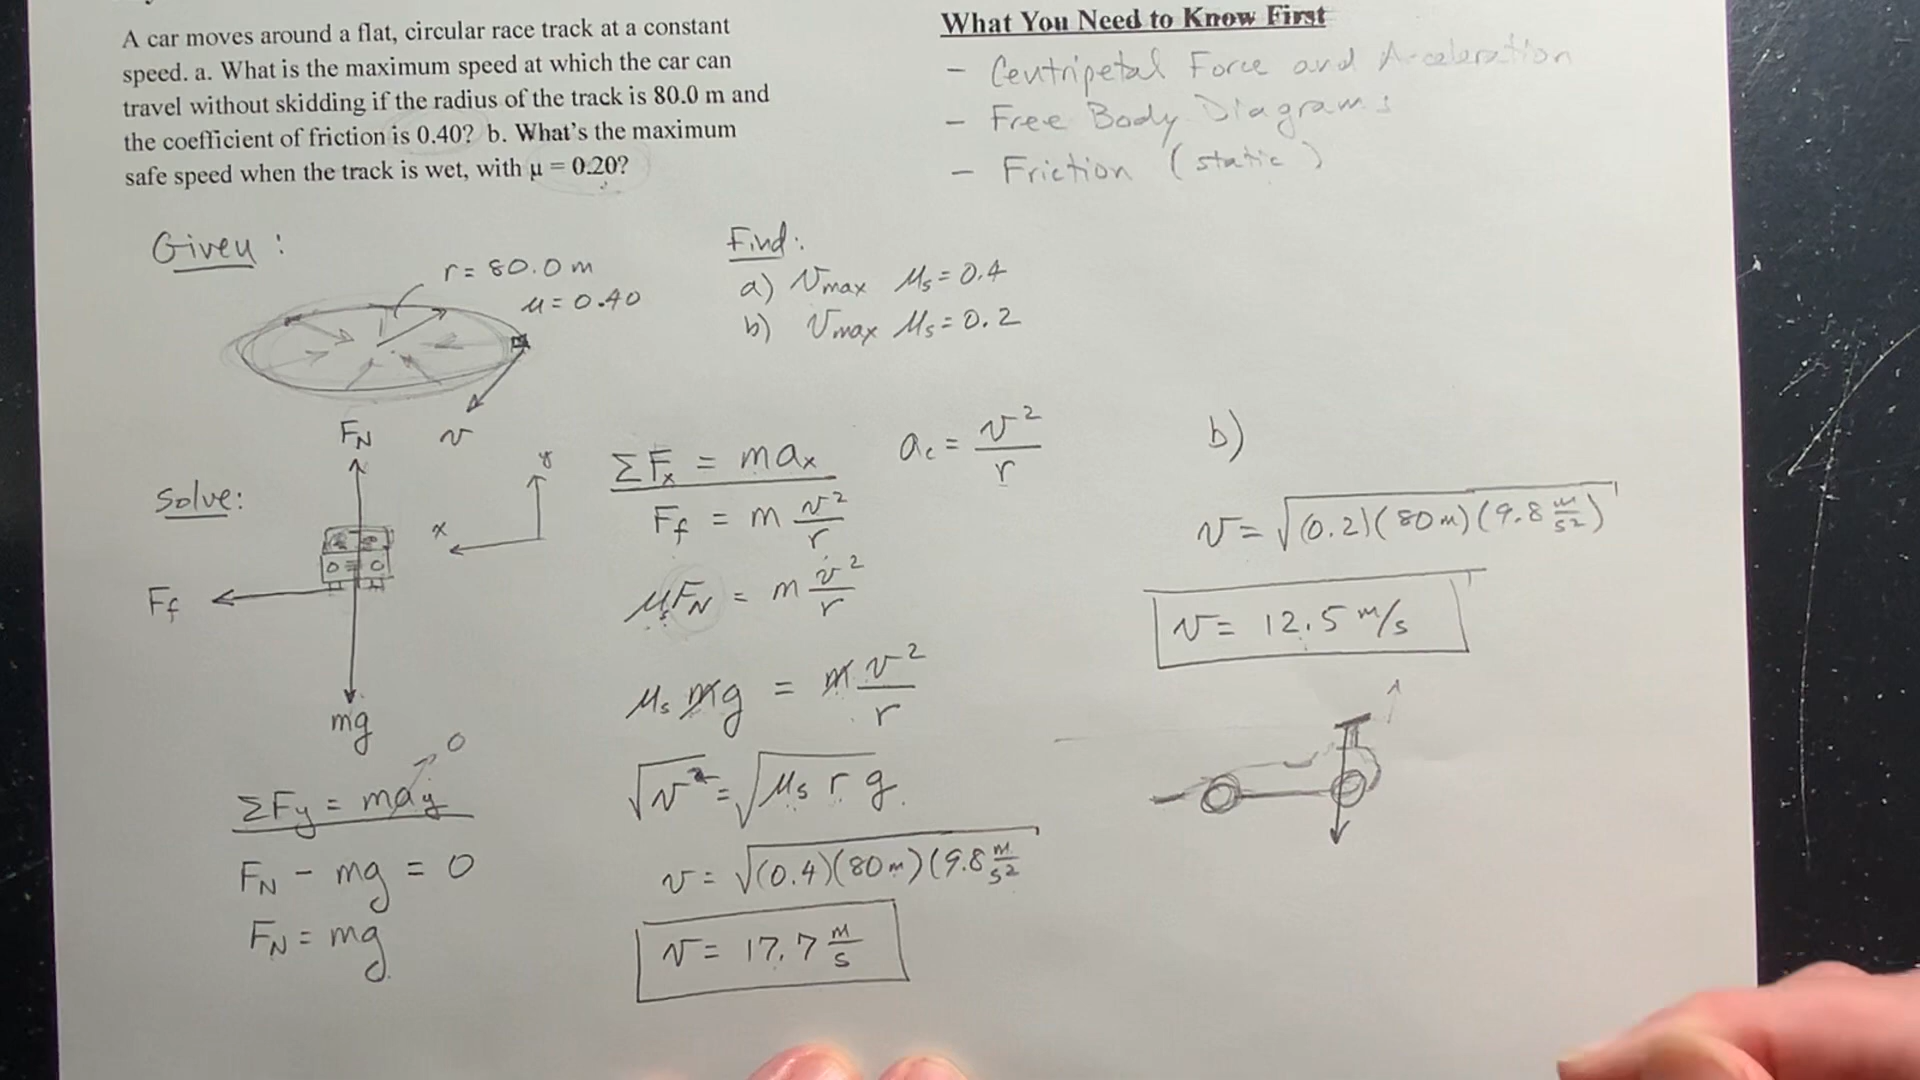 A car moves around a flat, circular race track at a constant
speed. a. What is the maximum speed at which the car can
travel without skidding if the radius of the track is 80.0 m and
the coefficient of friction is 0.40? b. What's the maximum
safe speed when the track is wet, with μ = 0.20?
What You Need to Know First
- Centripetal Force and Acceleration
- Free Body Diagrams
- Friction (static)
Given:
r = 80.0 m
μ = 0.40
v
Find:
a) vmax μs = 0.4
b) vmax μs = 0.2
Solve:
FN
Ff
mg
y
x
ΣFy = may
0
FN - mg = 0
FN = mg
ΣFx = max
ac = v²/r
Ff = m v²/r
μsFN = m v²/r
μs mg = m v²/r
√v² = √μs r g
v = √(0.4)(80m)(9.8 m/s²
v = 17.7 m/s
b)
v = √(0.2)(80m)(9.8 m/s²)
v = 12.5 m/s